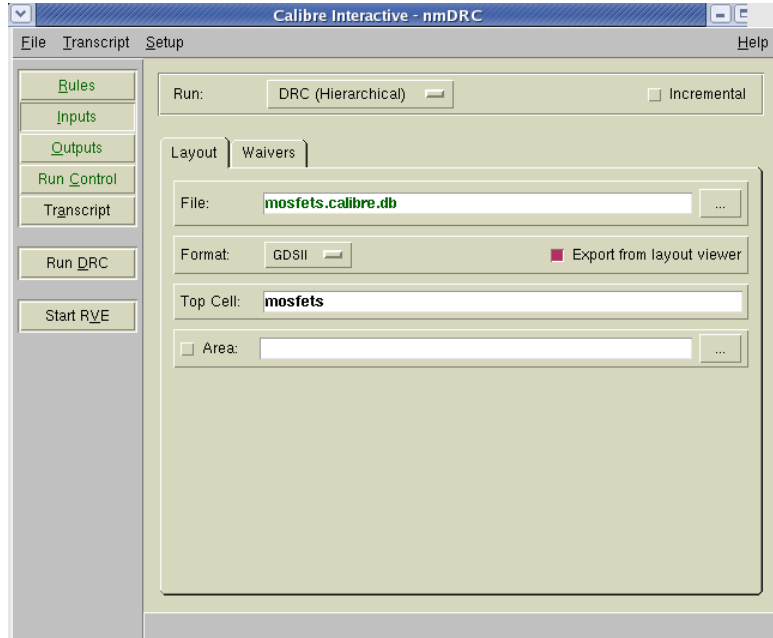 Calibre Interactive - nmDRC
File Transcript Setup Help
Rules
Inputs
Outputs
Run Control
Transcript
Run DRC
Start RVE
Run: DRC (Hierarchical) Incremental
Layout Waivers
File: mosfets.calibre.db ...
Format: GDSII Export from layout viewer
Top Cell: mosfets
Area: ...